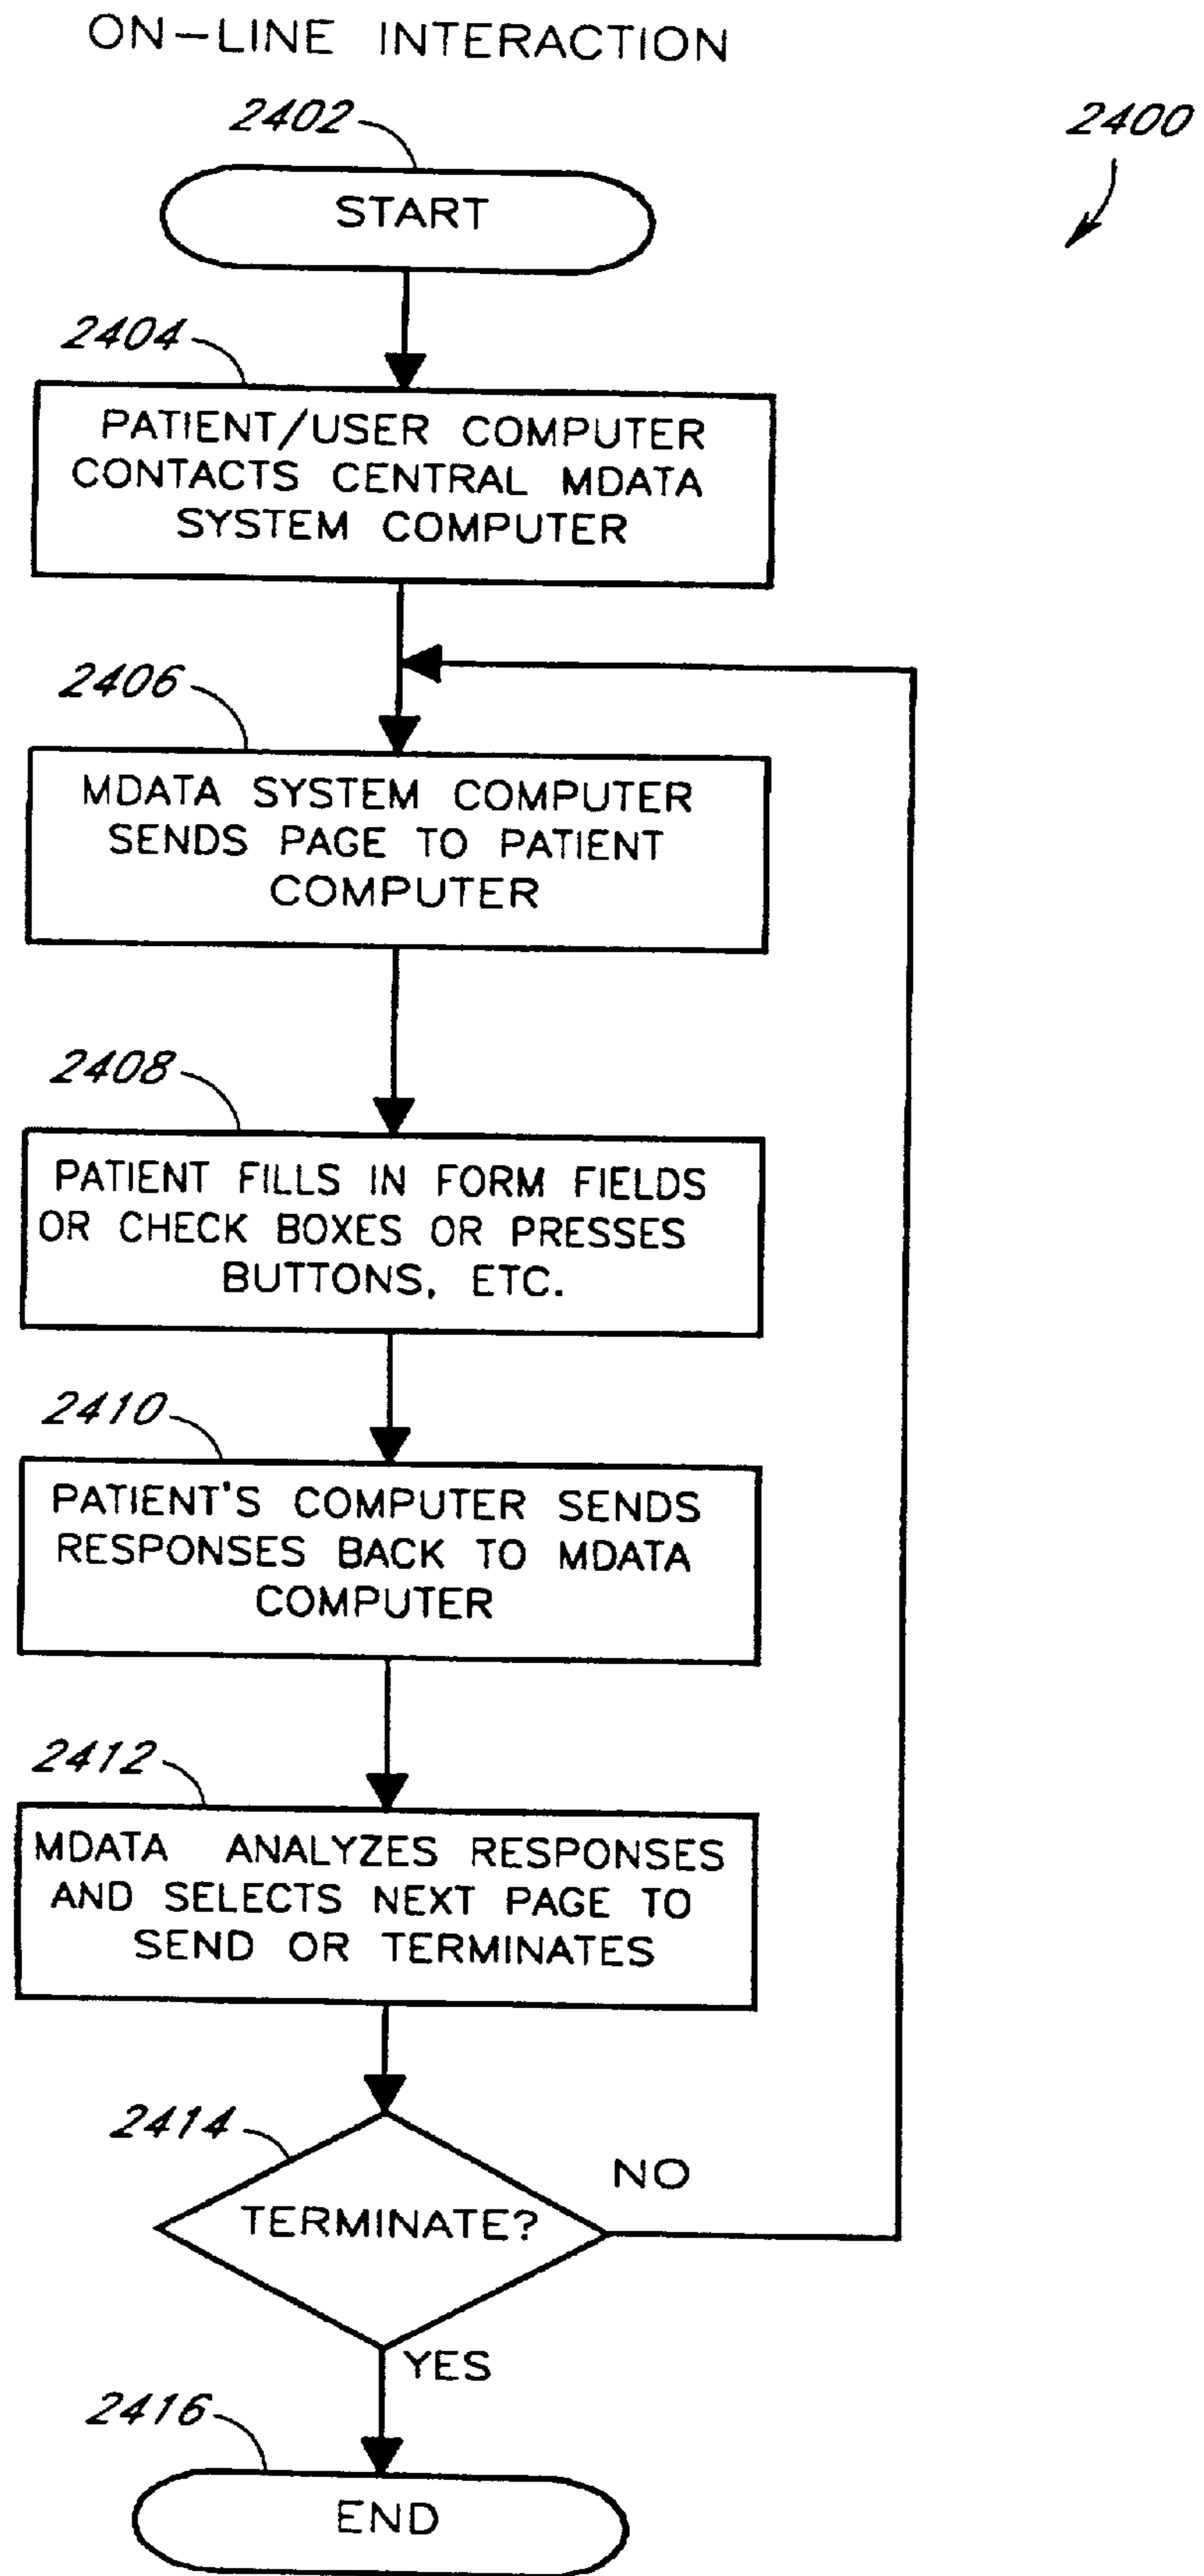 ON-LINE INTERACTION
2402
2400
START
2404
PATIENT/USER COMPUTER
CONTACTS CENTRAL MDATA
SYSTEM COMPUTER
2406
MDATA SYSTEM COMPUTER
SENDS PAGE TO PATIENT
COMPUTER
2408
PATIENT FILLS IN FORM FIELDS
OR CHECK BOXES OR PRESSES
BUTTONS, ETC.
2410
PATIENT'S COMPUTER SENDS
RESPONSES BACK TO MDATA
COMPUTER
2412
MDATA ANALYZES RESPONSES
AND SELECTS NEXT PAGE TO
SEND OR TERMINATES
2414
NO
TERMINATE?
YES
2416
END